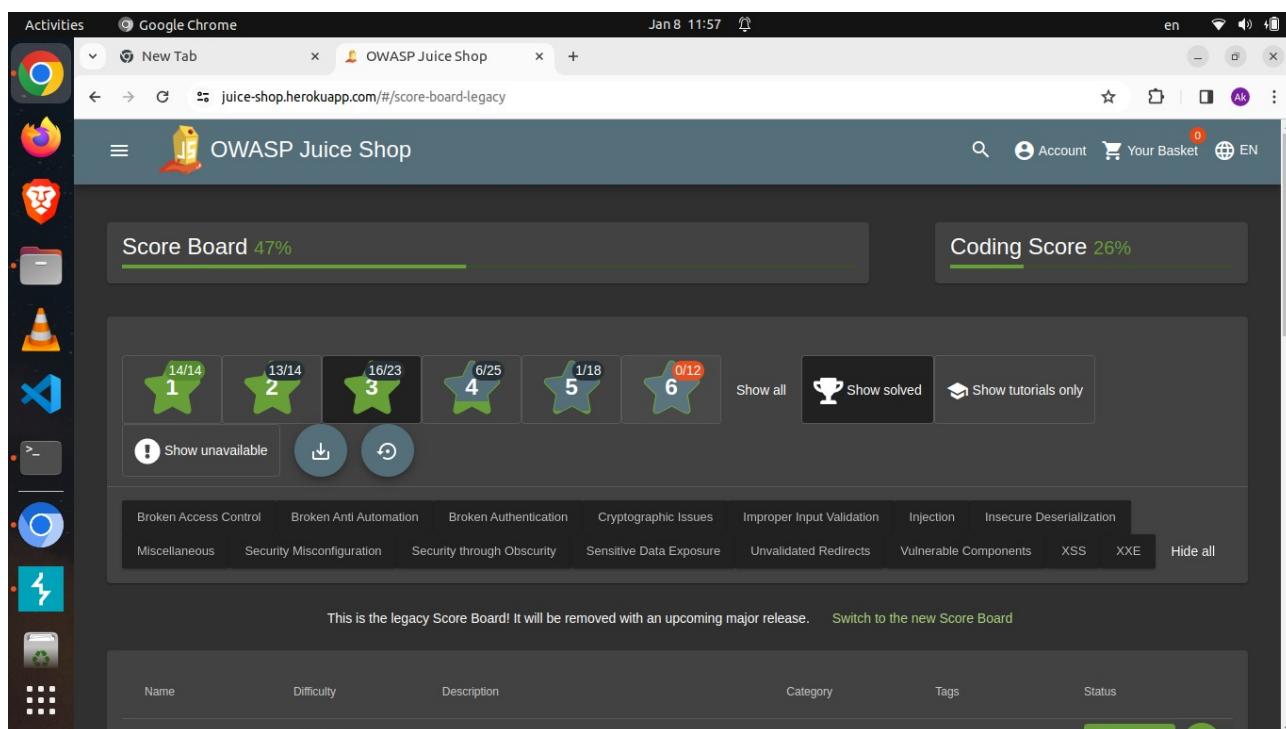 Activities Google Chrome Jan 8 11:57 en
New Tab OWASP Juice Shop
juice-shop.herokuapp.com/#/score-board-legacy Ak
OWASP Juice Shop Account 0 Your Basket EN
Score Board 47% Coding Score 26%
14/14 13/14 16/23 6/25 1/18 0/12
1 2 3 4 5 6 Show all Show solved Show tutorials only
Show unavailable
Broken Access Control Broken Anti Automation Broken Authentication Cryptographic Issues Improper Input Validation Injection Insecure Deserialization
Miscellaneous Security Misconfiguration Security through Obscurity Sensitive Data Exposure Unvalidated Redirects Vulnerable Components XSS XXE Hide all
This is the legacy Score Board! It will be removed with an upcoming major release. Switch to the new Score Board
Name Difficulty Description Category Tags Status